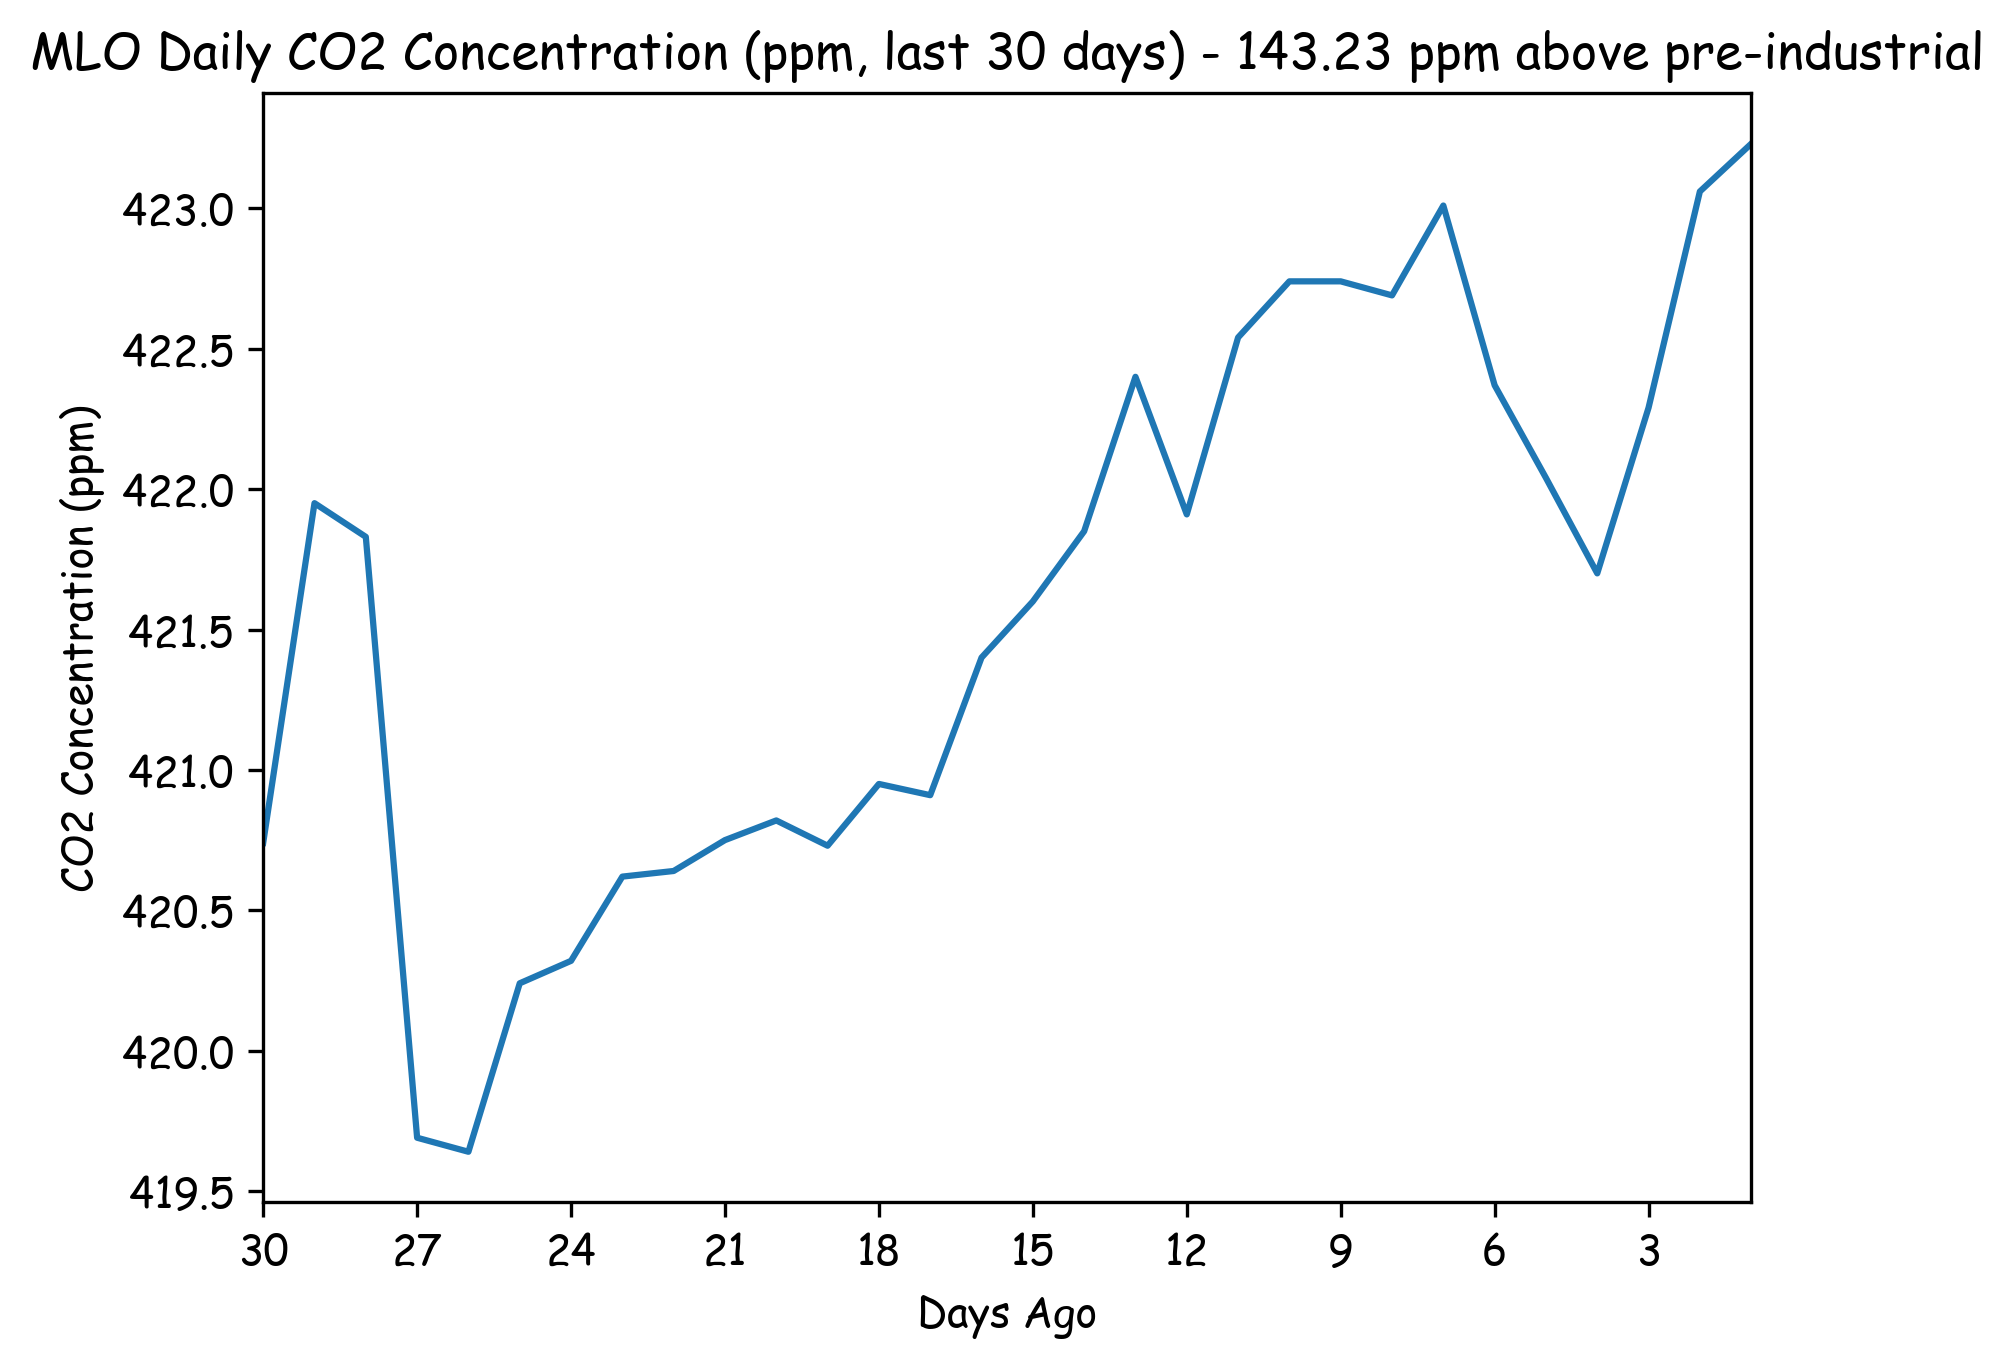 MLO Daily CO2 Concentration (ppm, last 30 days) - 143.23 ppm above pre-industrial
CO2 Concentration (ppm)
423.0
422.5
422.0
421.5
421.0
420.5
420.0
419.5
30 27 24 21 18 15 12 9 6 3
Days Ago